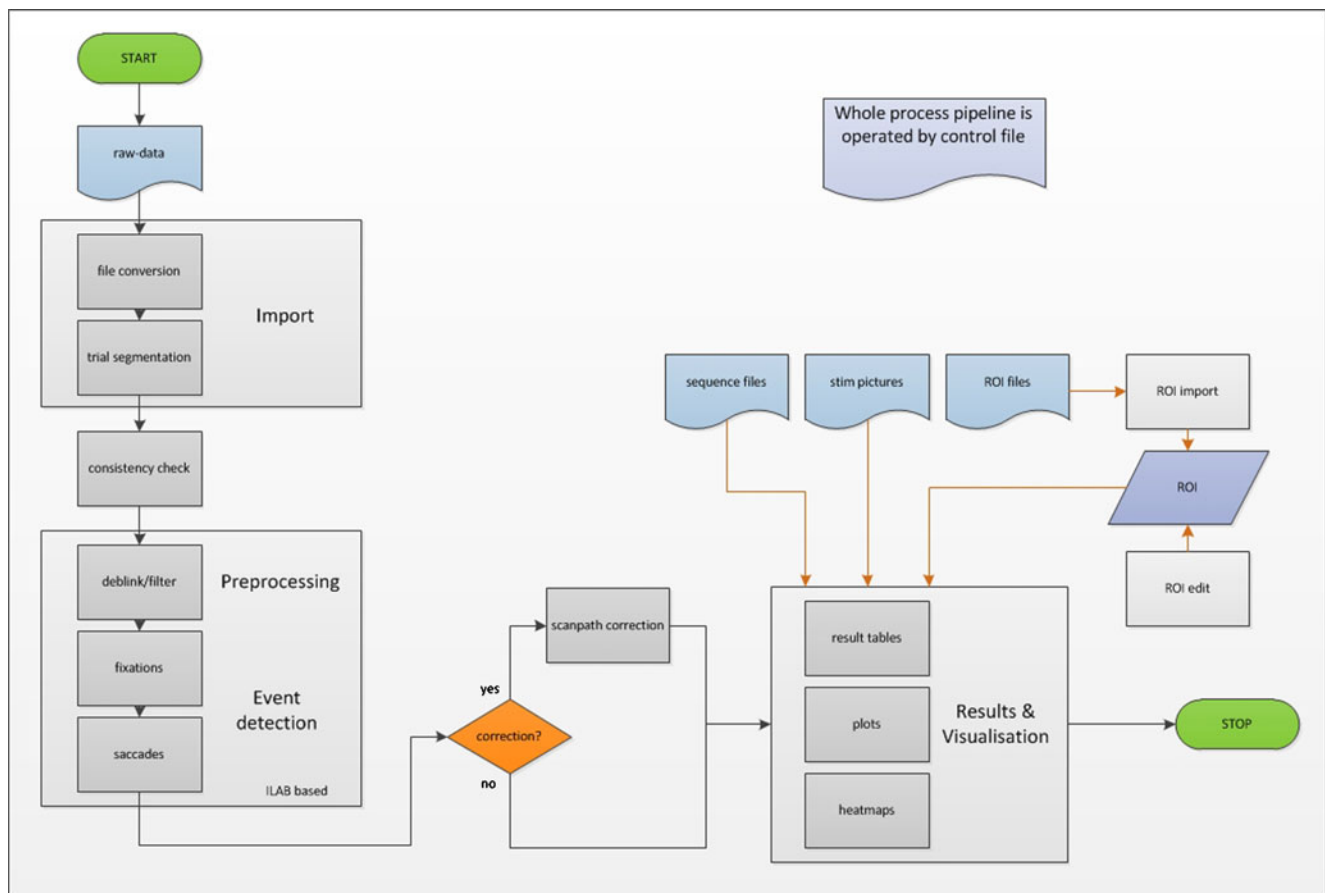 START
raw-data
Whole process pipeline is
operated by control file
file conversion
Import
trial segmentation
sequence files
stim pictures
ROI files
ROI import
consistency check
ROI
deblink/filter
Preprocessing
ROI edit
scanpath correction
result tables
fixations
yes
Event
detection
correction?
plots
Results &
Visualisation
STOP
saccades
no
ILAB based
heatmaps